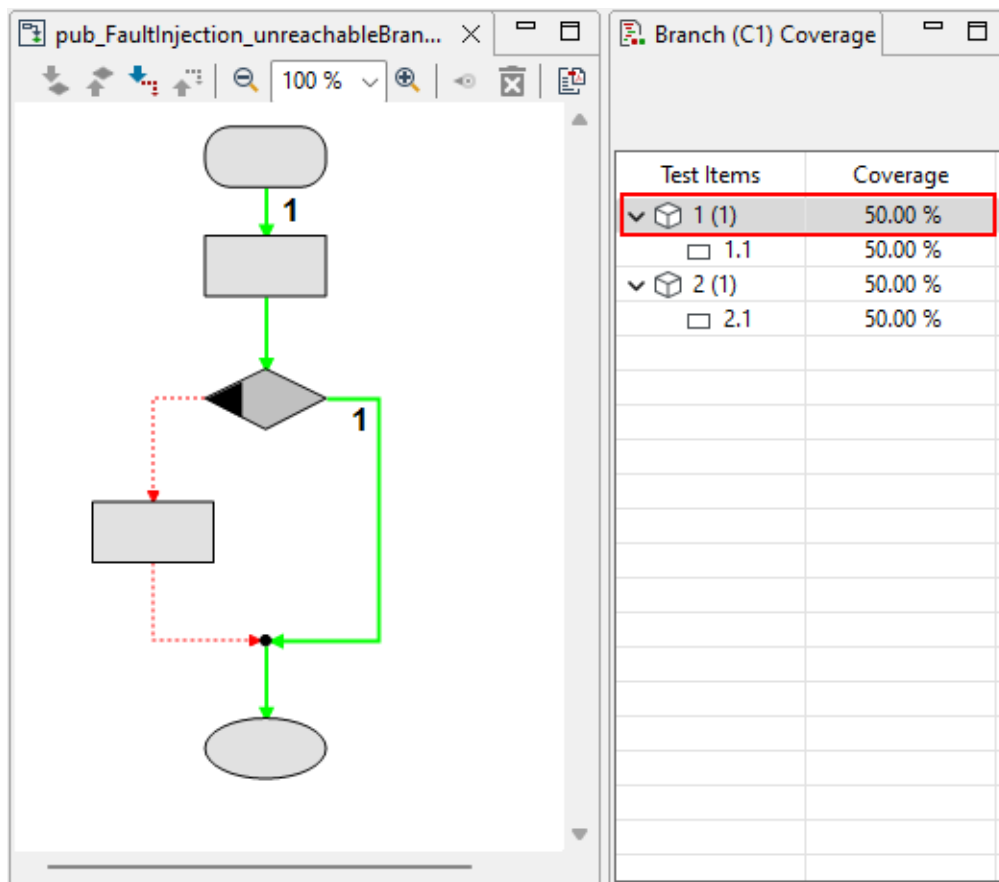 pub_FaultInjection_unreachableBran...
100 %
1
1
Branch (C1) Coverage
Test Items Coverage
1 (1) 50.00 %
1.1 50.00 %
2 (1) 50.00 %
2.1 50.00 %